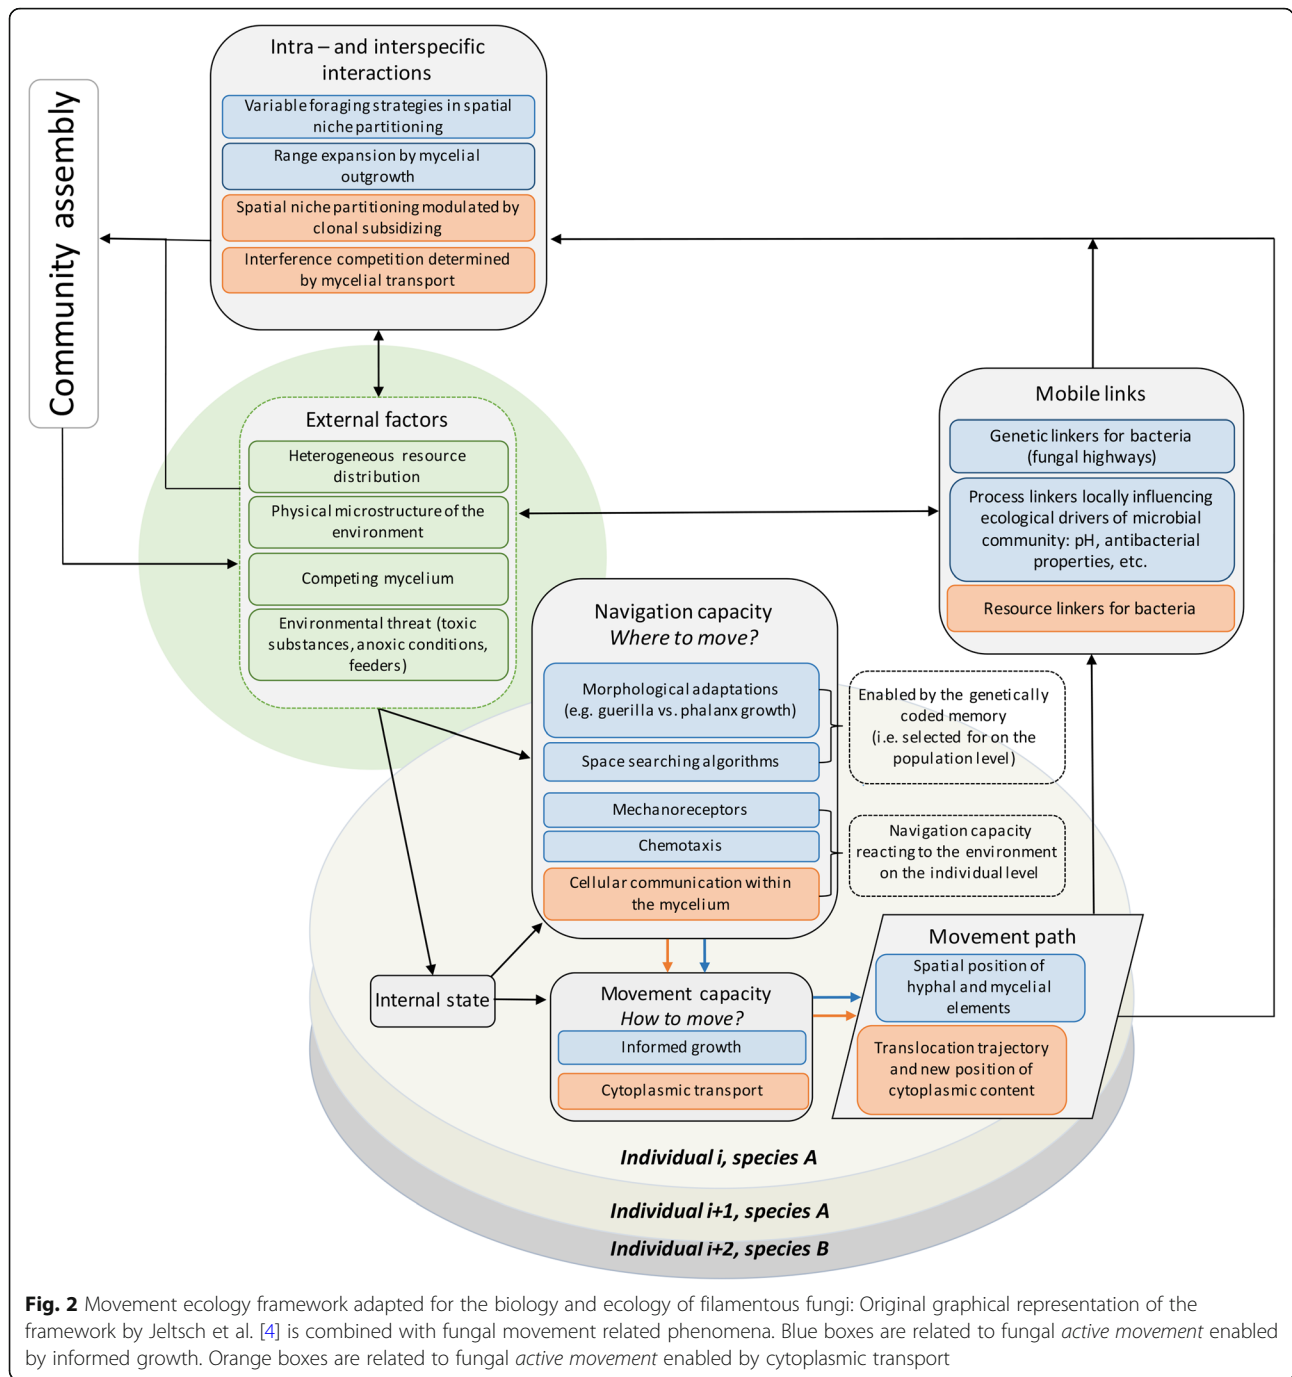 Community assembly
Intra – and interspecific
interactions
Variable foraging strategies in spatial
niche partitioning
Range expansion by mycelial
outgrowth
Spatial niche partitioning modulated by
clonal subsidizing
Interference competition determined
by mycelial transport
External factors
Heterogeneous resource
distribution
Physical microstructure of the
environment
Competing mycelium
Environmental threat (toxic
substances, anoxic conditions,
feeders)
Mobile links
Genetic linkers for bacteria
(fungal highways)
Process linkers locally influencing
ecological drivers of microbial
community: pH, antibacterial
properties, etc.
Resource linkers for bacteria
Navigation capacity
Where to move?
Morphological adaptations
(e.g. guerilla vs. phalanx growth)
Space searching algorithms
Mechanoreceptors
Chemotaxis
Cellular communication within
the mycelium
Enabled by the genetically
coded memory
(i.e. selected for on the
population level)
Navigation capacity
reacting to the environment
on the individual level
Internal state
Movement capacity
How to move?
Informed growth
Cytoplasmic transport
Movement path
Spatial position of
hyphal and mycelial
elements
Translocation trajectory
and new position of
cytoplasmic content
Individual i, species A
Individual i+1, species A
Individual i+2, species B
Fig. 2 Movement ecology framework adapted for the biology and ecology of filamentous fungi: Original graphical representation of the
framework by Jeltsch et al. [4] is combined with fungal movement related phenomena. Blue boxes are related to fungal active movement enabled
by informed growth. Orange boxes are related to fungal active movement enabled by cytoplasmic transport